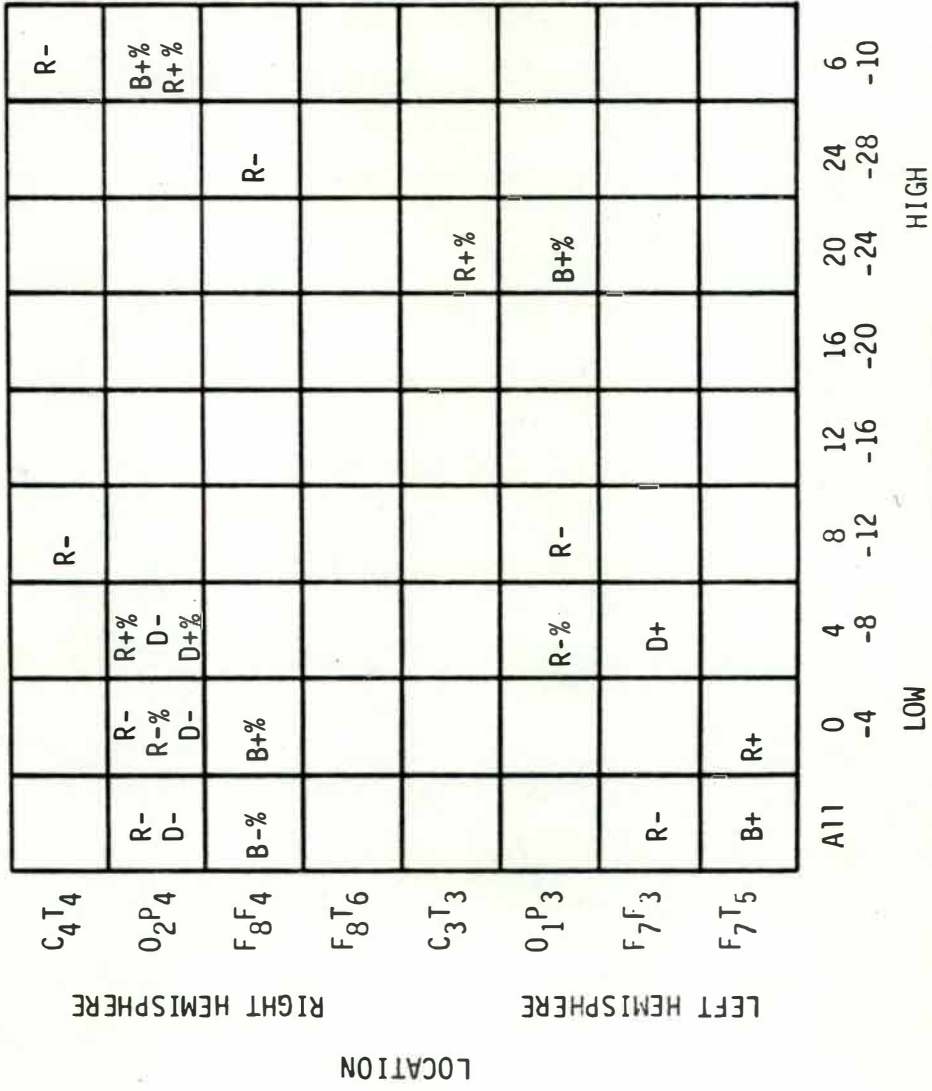 LOCATION
RIGHT HEMISPHERE
LEFT HEMISPHERE
C4T4 R- R-
O2P4 R- D- R- R-% D- R+% D- D+% B+% R+%
F8F4 B-% B+% R-
F8T6
C3T3 R+%
O1P3 R-% R- B+%
F7F3 R- D+
F7T5 B+ R+
All 0 4 8 12 16 20 24 6
-4 -8 -12 -16 -20 -24 -28 -10
LOW HIGH